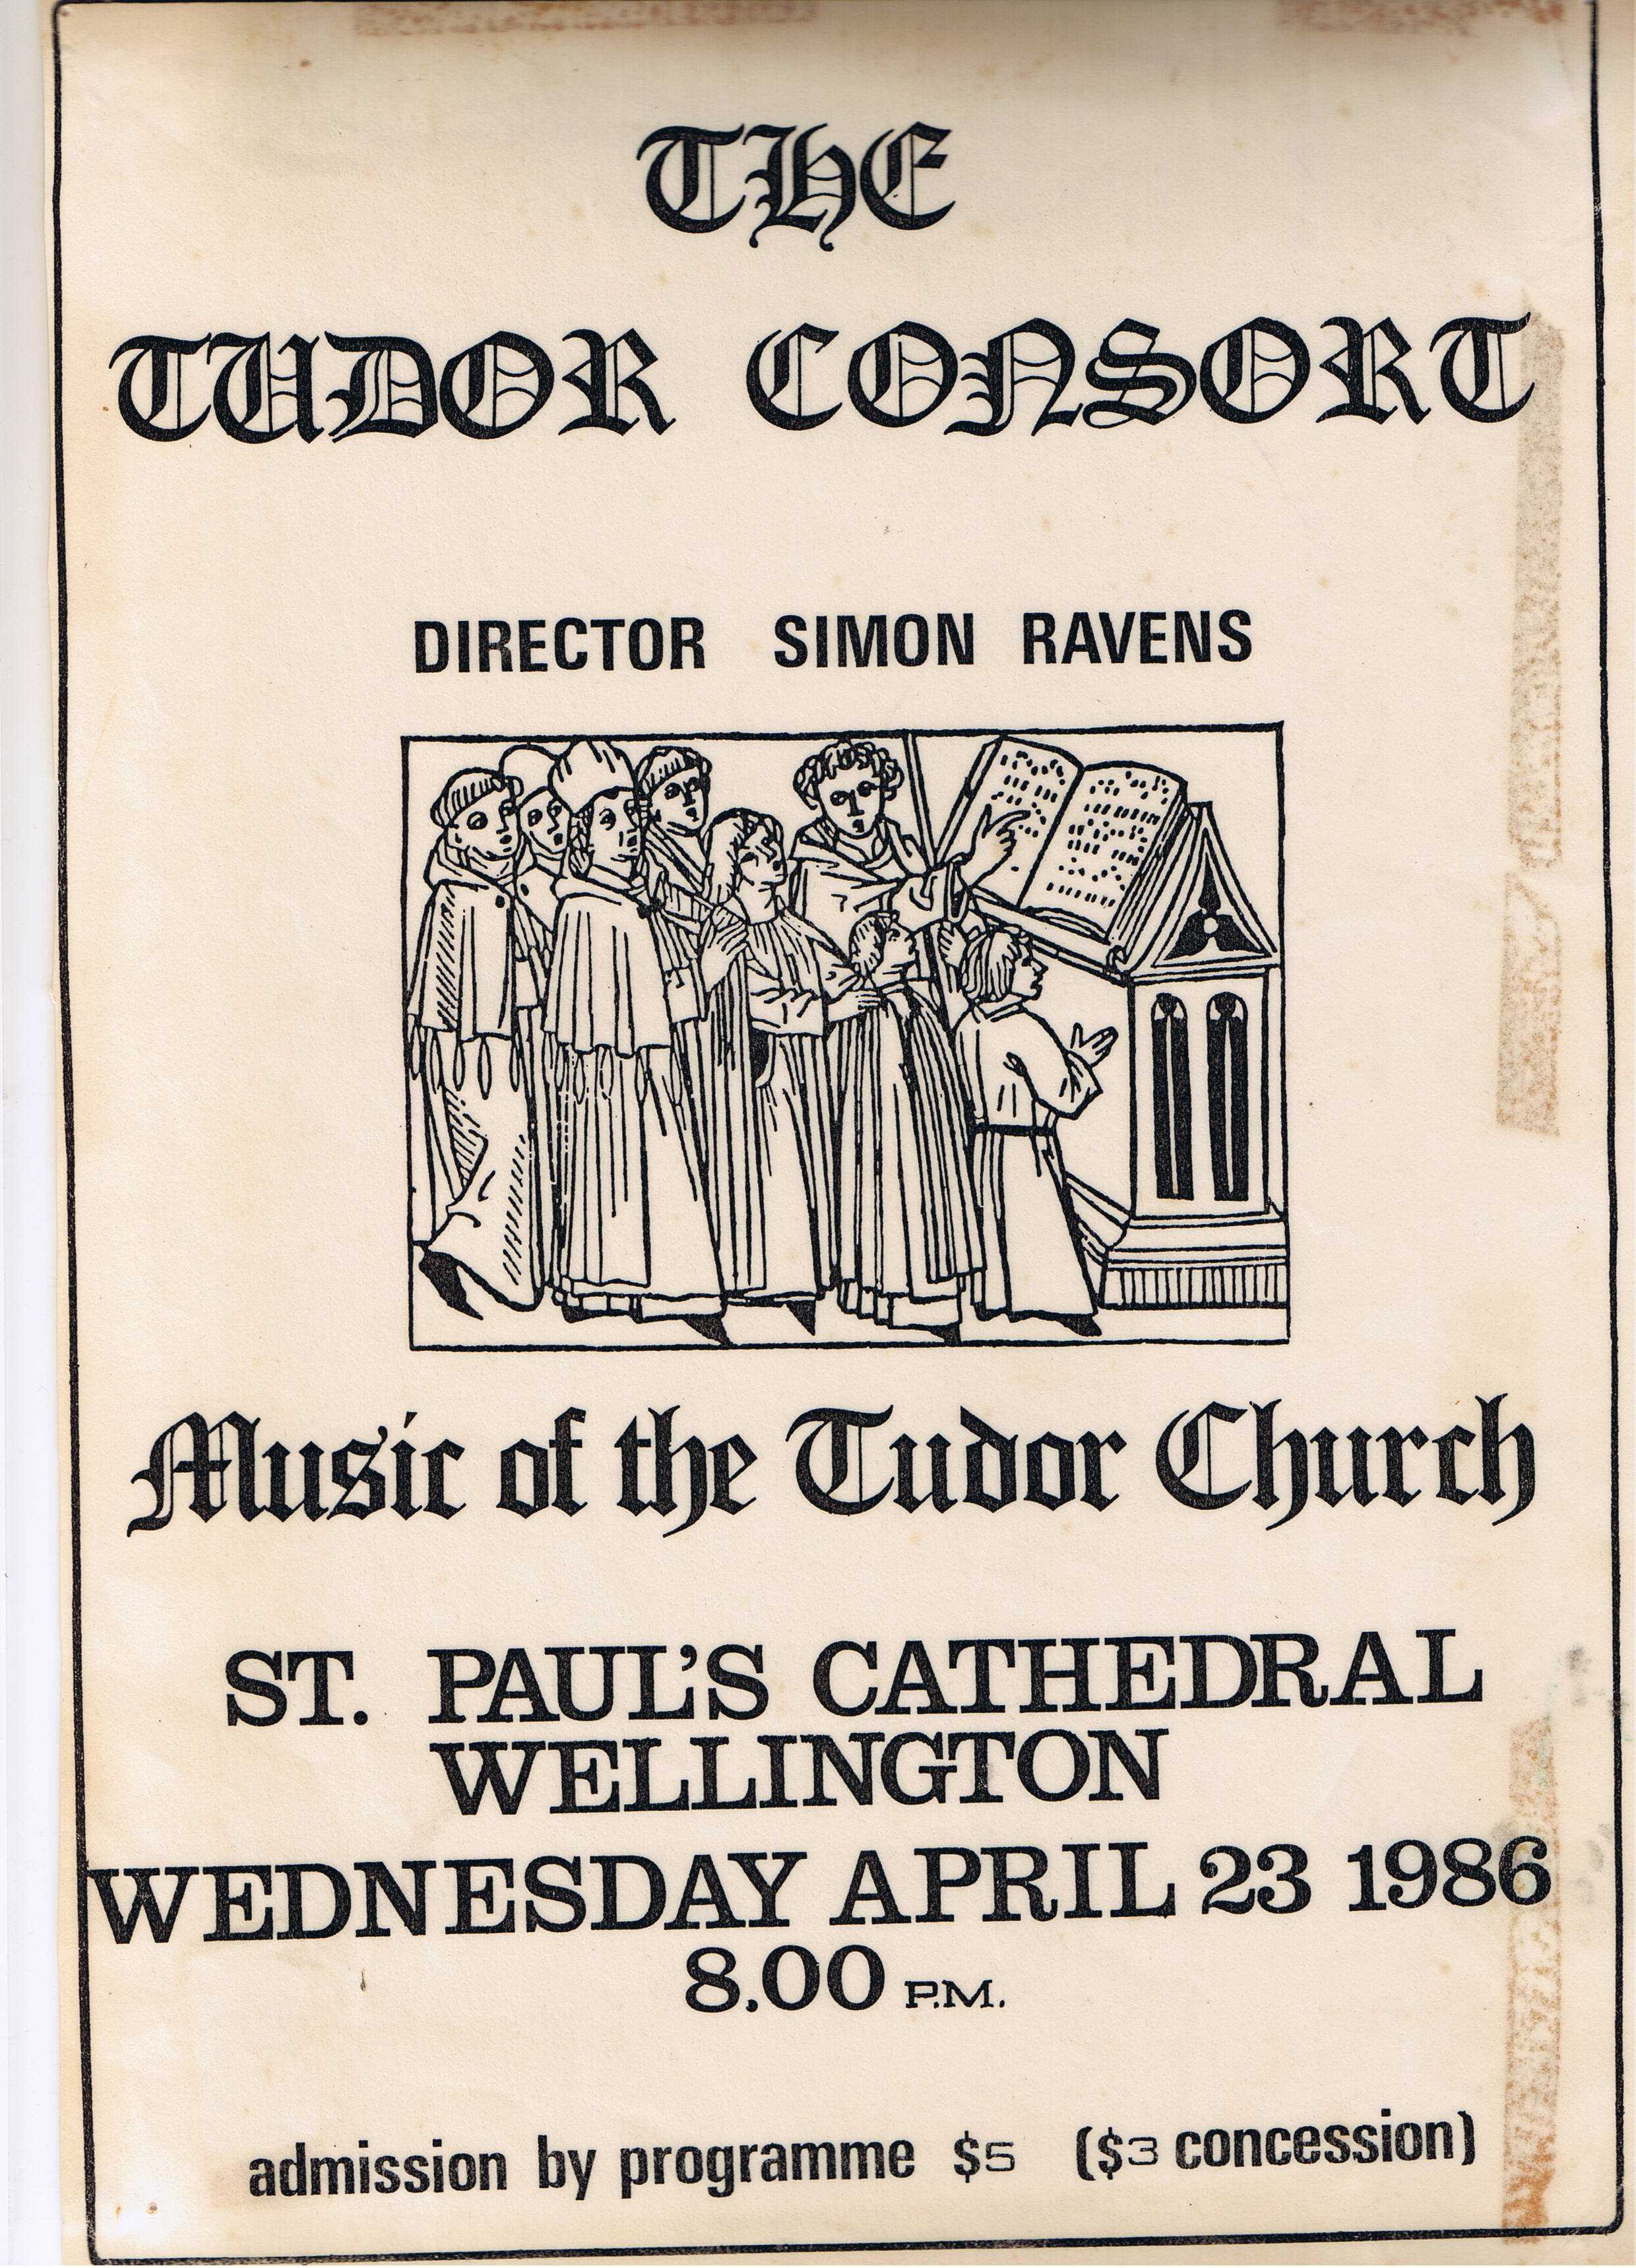 THE
TUDOR CONSORT
DIRECTOR SIMON RAVENS
Music of the Tudor Church
ST. PAUL'S CATHEDRAL
WELLINGTON
WEDNESDAY APRIL 23 1986
8.00 P.M.
admission by programme $5 ($3 concession)